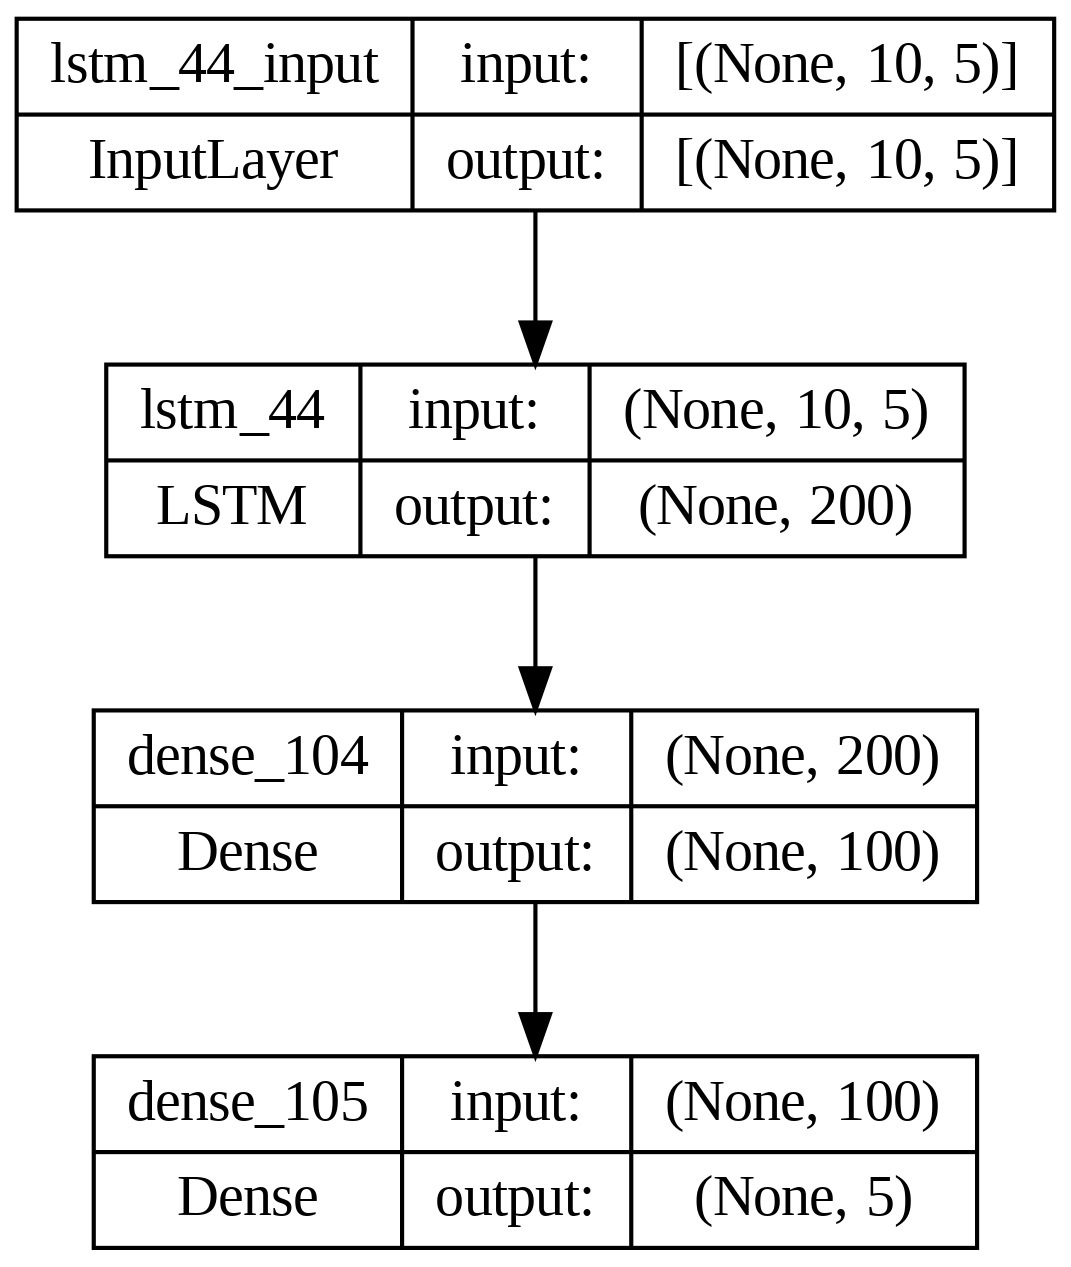 lstm_44_input input: [(None, 10, 5)]
InputLayer output: [(None, 10, 5)]
lstm_44 input: (None, 10, 5)
LSTM output: (None, 200)
dense_104 input: (None, 200)
Dense output: (None, 100)
dense_105 input: (None, 100)
Dense output: (None, 5)